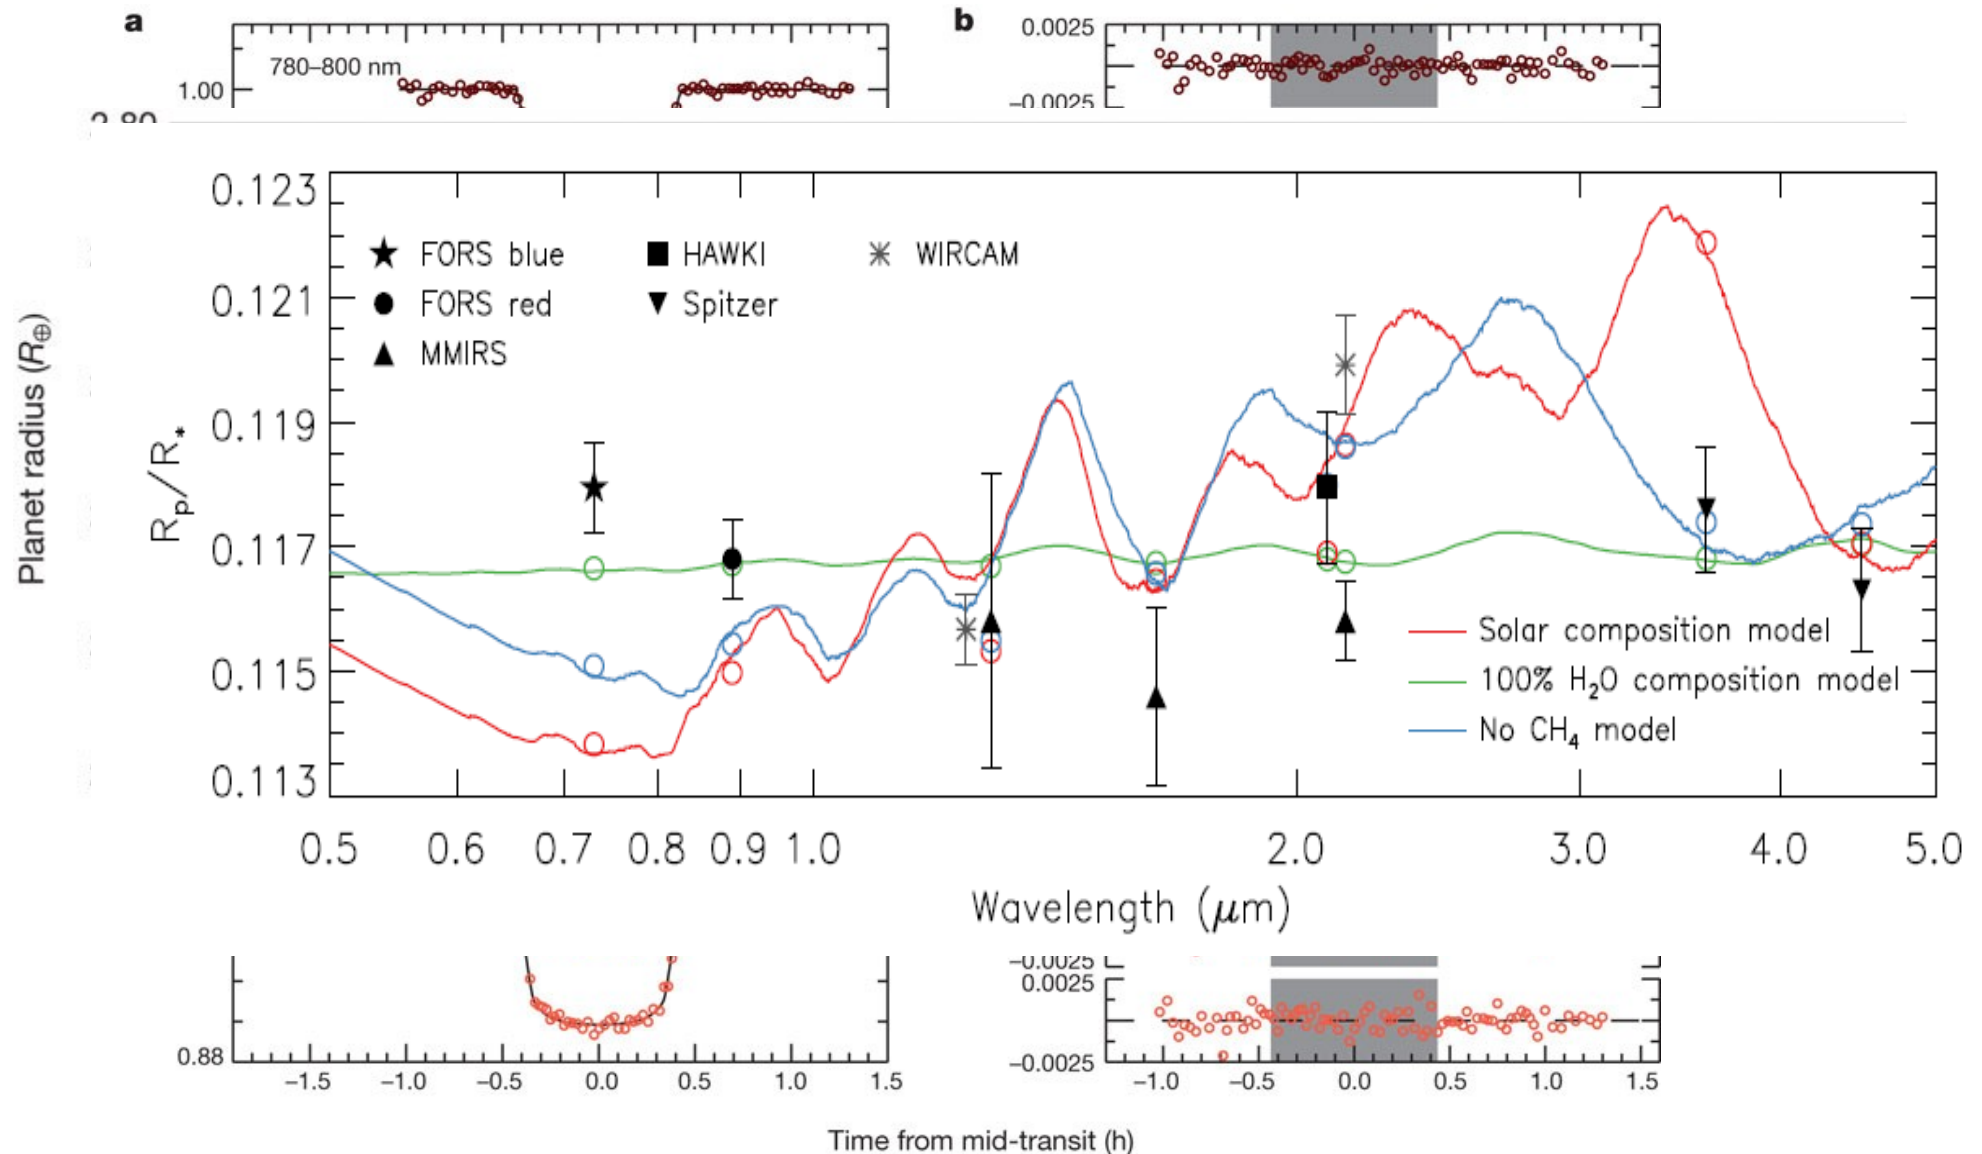 a
b
780–800 nm
1.00
0.0025
−0.0025
0.123
0.121
0.119
0.117
0.115
0.113
Planet radius (R⊕)
Rp/R*
FORS blue
HAWKI
WIRCAM
FORS red
Spitzer
MMIRS
Solar composition model
100% H₂O composition model
No CH₄ model
0.5 0.6 0.7 0.8 0.9 1.0 2.0 3.0 4.0 5.0
Wavelength (μm)
−0.0025
0.0025
0.88
−0.0025
−1.5 −1.0 −0.5 0.0 0.5 1.0 1.5
−1.0 −0.5 0.0 0.5 1.0 1.5
Time from mid-transit (h)